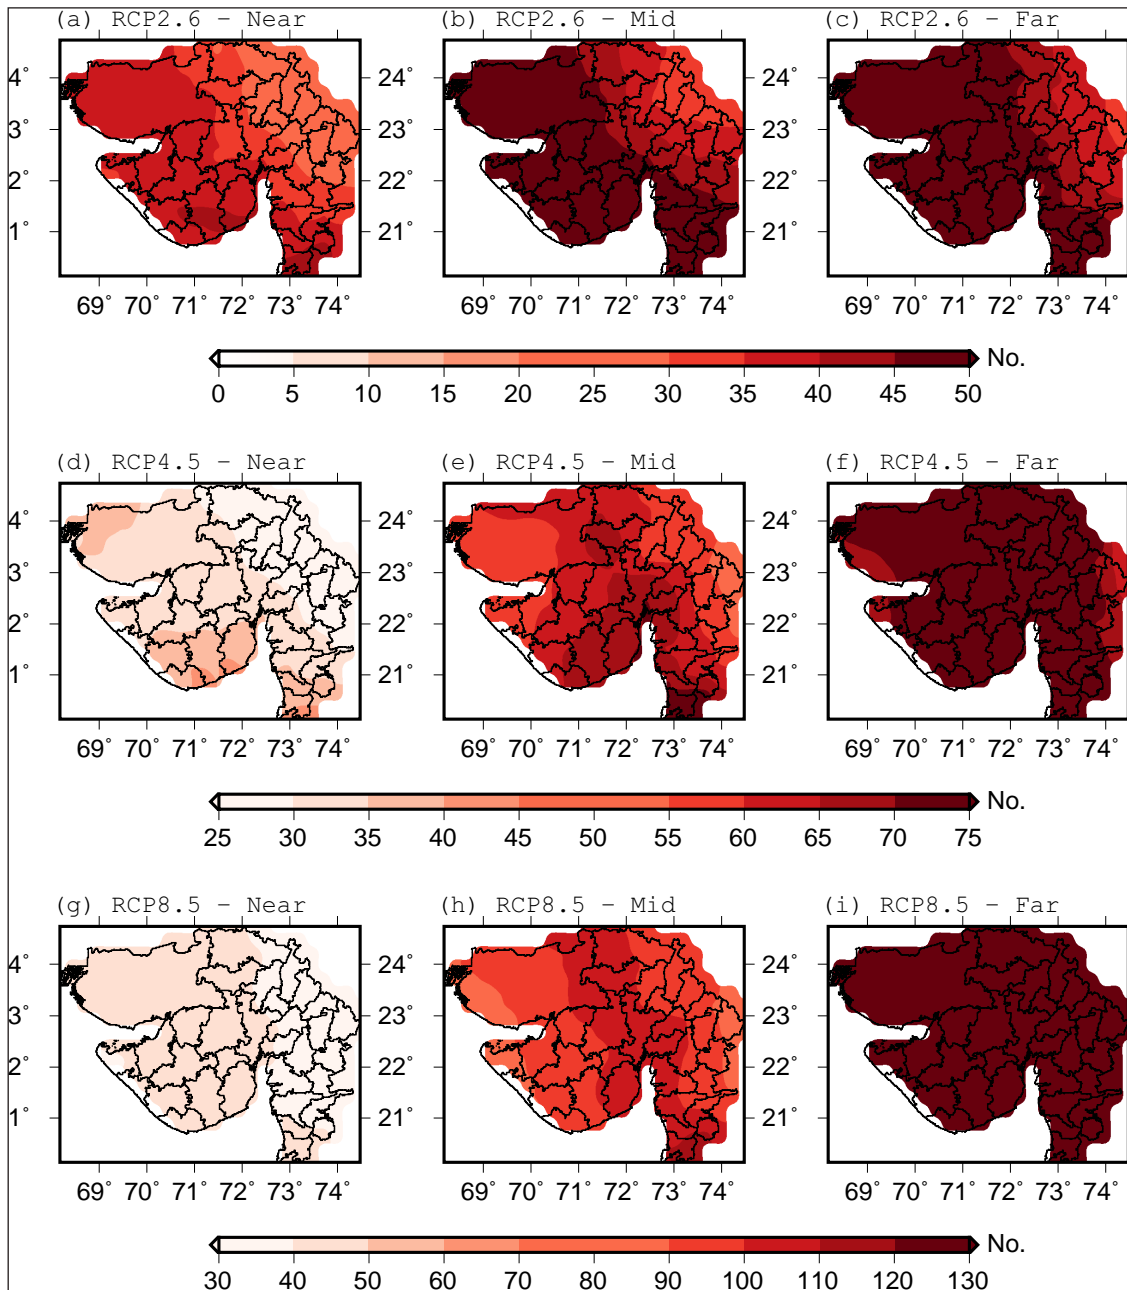 (a) RCP2.6 – Near (b) RCP2.6 – Mid (c) RCP2.6 – Far
4˚ 24˚ 24˚
3˚ 23˚ 23˚
2˚ 22˚ 22˚
1˚ 21˚ 21˚
69˚ 70˚ 71˚ 72˚ 73˚ 74˚ 69˚ 70˚ 71˚ 72˚ 73˚ 74˚ 69˚ 70˚ 71˚ 72˚ 73˚ 74˚
No.
0 5 10 15 20 25 30 35 40 45 50
(d) RCP4.5 – Near (e) RCP4.5 – Mid (f) RCP4.5 – Far
4˚ 24˚ 24˚
3˚ 23˚ 23˚
2˚ 22˚ 22˚
1˚ 21˚ 21˚
69˚ 70˚ 71˚ 72˚ 73˚ 74˚ 69˚ 70˚ 71˚ 72˚ 73˚ 74˚ 69˚ 70˚ 71˚ 72˚ 73˚ 74˚
No.
25 30 35 40 45 50 55 60 65 70 75
(g) RCP8.5 – Near (h) RCP8.5 – Mid (i) RCP8.5 – Far
4˚ 24˚ 24˚
3˚ 23˚ 23˚
2˚ 22˚ 22˚
1˚ 21˚ 21˚
69˚ 70˚ 71˚ 72˚ 73˚ 74˚ 69˚ 70˚ 71˚ 72˚ 73˚ 74˚ 69˚ 70˚ 71˚ 72˚ 73˚ 74˚
No.
30 40 50 60 70 80 90 100 110 120 130